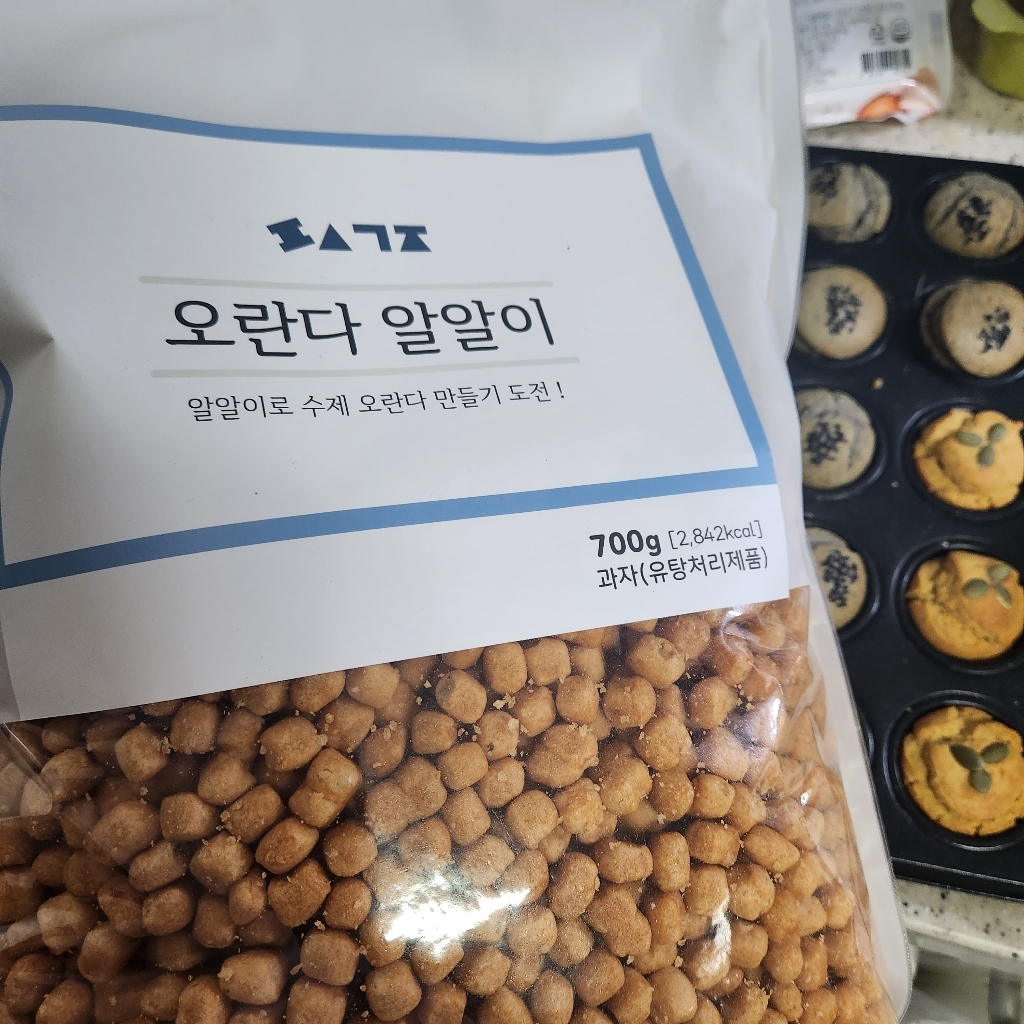 오란다 알알이
알알이로 수제 오란다 만들기 도전 !
700g [2,842kcal]
과자(유탕처리제품)